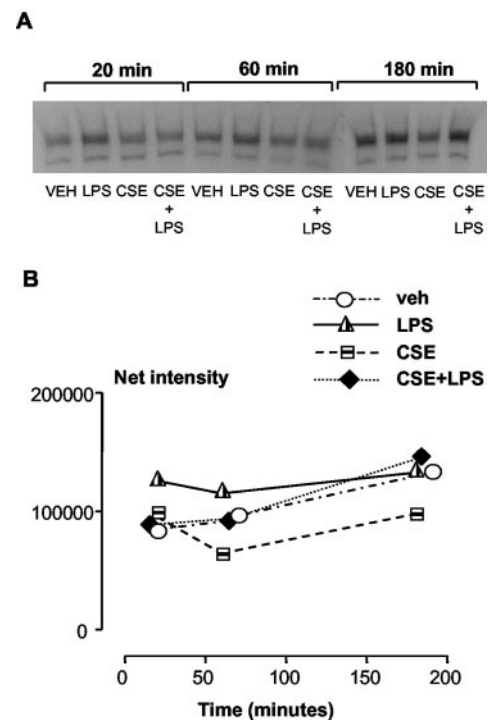 A
20 min 60 min 180 min
VEH LPS CSE CSE + LPS VEH LPS CSE CSE + LPS VEH LPS CSE CSE + LPS
B
veh
LPS
CSE
CSE+LPS
Net intensity
200000
100000
0
0 50 100 150 200
Time (minutes)